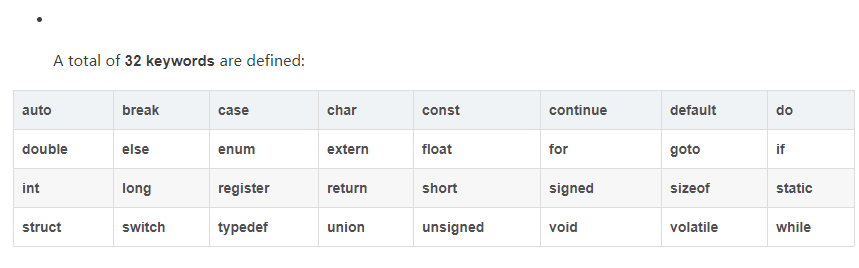 A total of 32 keywords are defined:
auto break case char const continue default do
double else enum extern float for goto if
int long register return short signed sizeof static
struct switch typedef union unsigned void volatile while